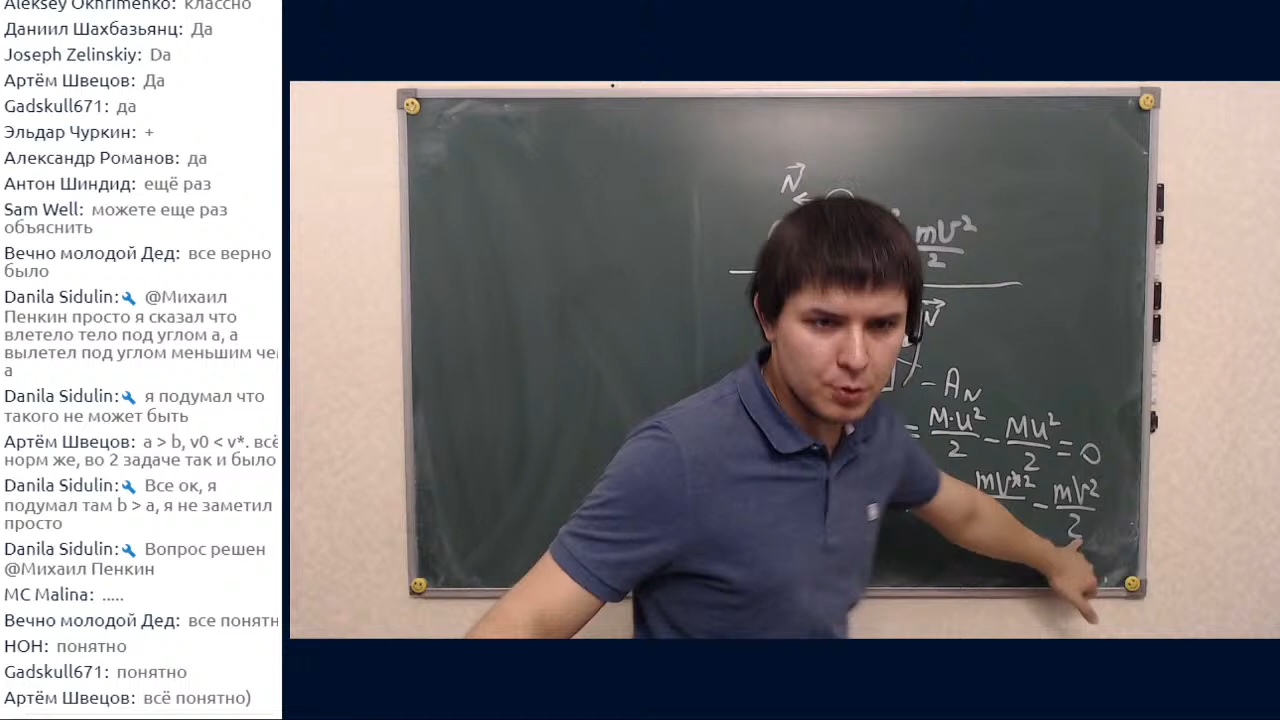 Aleksey Okhrimenko: классно
Даниил Шахбазьянц: Да
Joseph Zelinskiy: Da
Артём Швецов: Да
Gadskull671: да
Эльдар Чуркин: +
Александр Романов: да
Антон Шиндид: ещё раз
Sam Well: можете еще раз
объяснить
Вечно молодой Дед: все верно
было
Danila Sidulin: @Михаил
Пенкин просто я сказал что
влетело тело под углом а, а
вылетел под углом меньшим че
а
Danila Sidulin: я подумал что
такого не может быть
Артём Швецов: a > b, v0 < v*. всё
норм же, во 2 задаче так и было
Danila Sidulin: Все ок, я
подумал там b > a, я не заметил
просто
Danila Sidulin: Вопрос решен
@Михаил Пенкин
MC Malina: .....
Вечно молодой Дед: все понятн
НОН: понятно
Gadskull671: понятно
Артём Швецов: всё понятно)
N
mv²
2
N
- A_N
= M·u²/2 - Mu²/2 = 0
mv*² - mv²/2